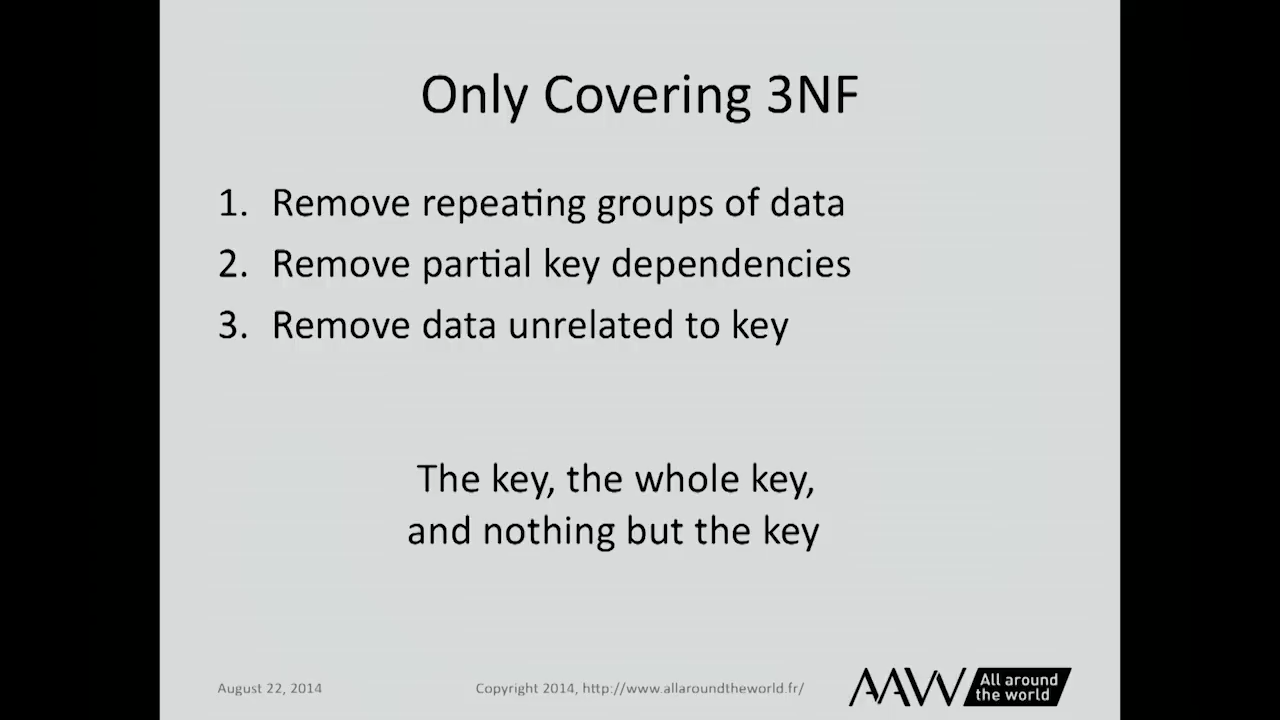 Only Covering 3NF
1. Remove repeating groups of data
2. Remove partial key dependencies
3. Remove data unrelated to key
The key, the whole key,
and nothing but the key
August 22, 2014
Copyright 2014, http://www.allaroundtheworld.fr/
AAW
All around
the world